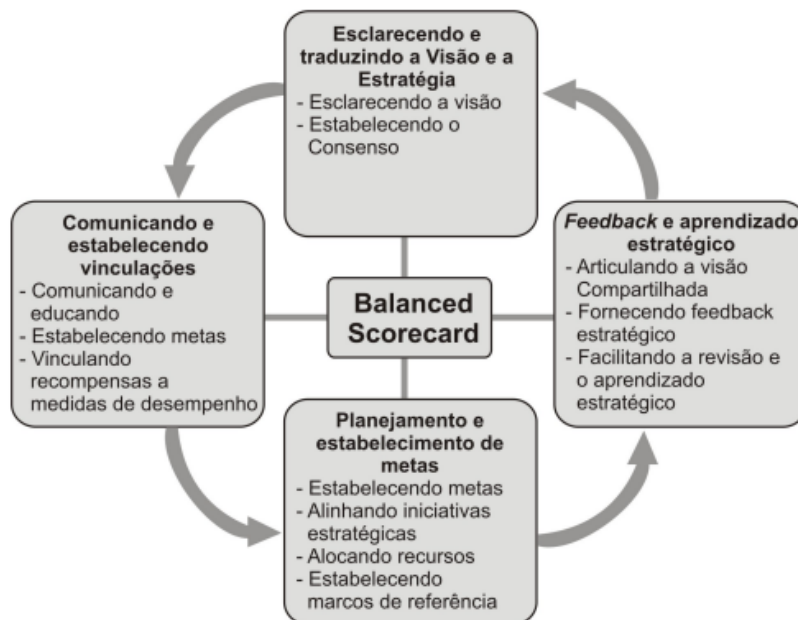 Esclarecendo e
traduzindo a Visão e a
Estratégia
- Esclarecendo a visão
- Estabelecendo o
Consenso
Comunicando e
estabelecendo
vinculações
- Comunicando e
educando
- Estabelecendo metas
- Vinculando
recompensas a
medidas de desempenho
Balanced
Scorecard
Feedback e aprendizado
estratégico
- Articulando a visão
Compartilhada
- Fornecendo feedback
estratégico
- Facilitando a revisão e
o aprendizado
estratégico
Planejamento e
estabelecimento de
metas
- Estabelecendo metas
- Alinhando iniciativas
estratégicas
- Alocando recursos
- Estabelecendo
marcos de referência